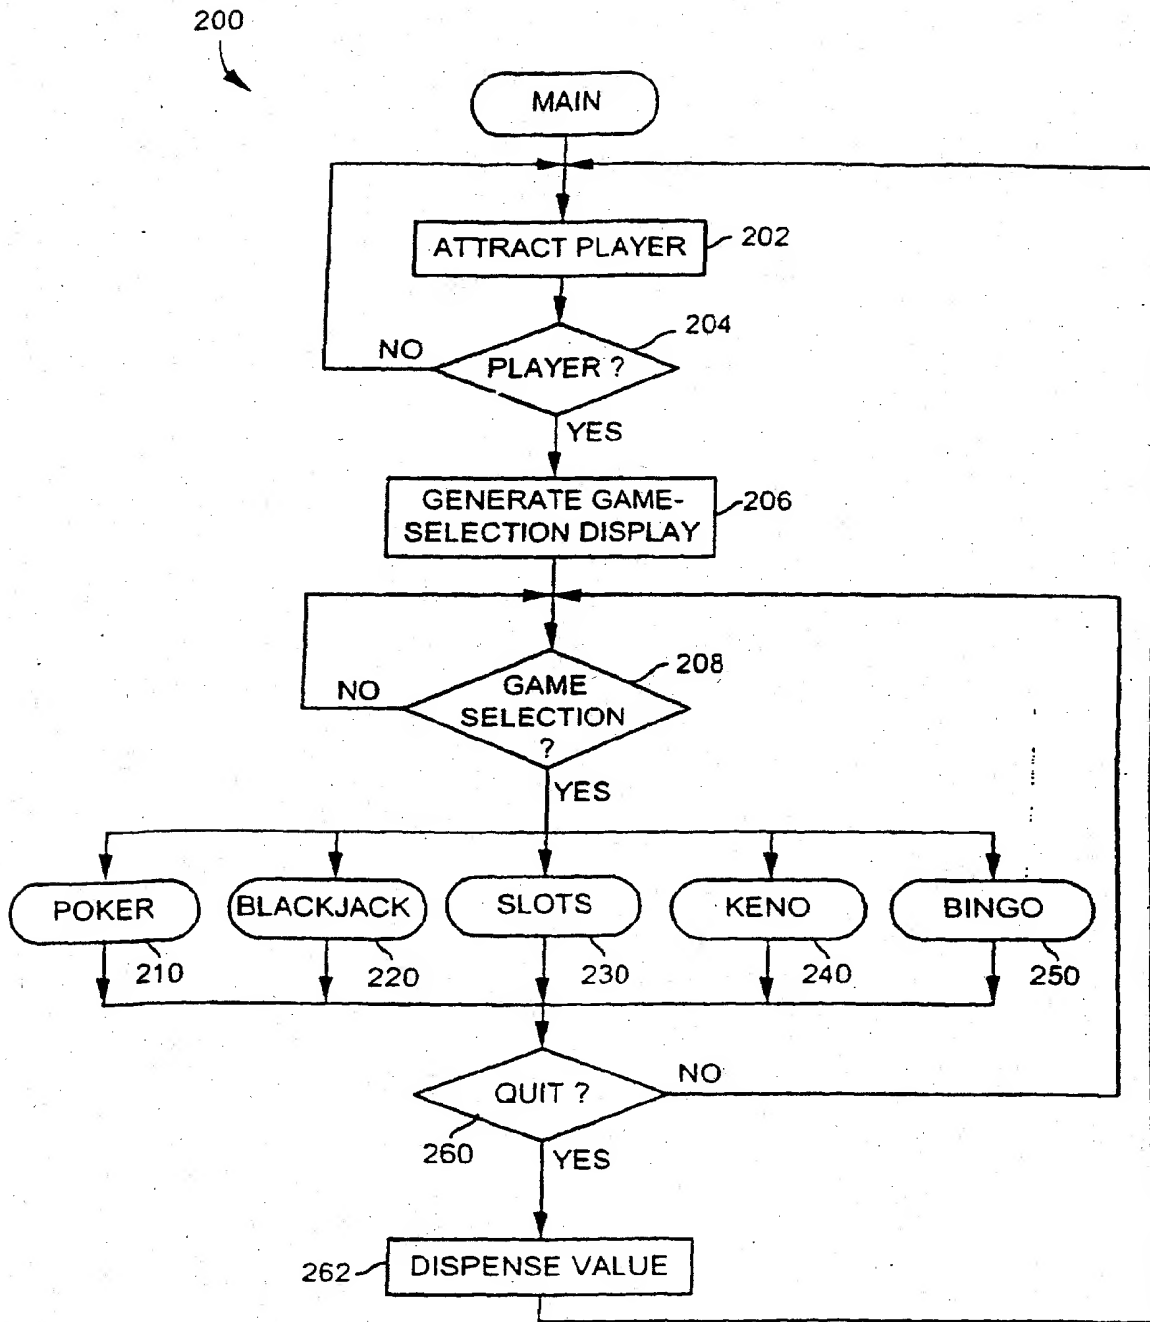 200
MAIN
ATTRACT PLAYER
202
204
NO
PLAYER ?
YES
GENERATE GAME-
SELECTION DISPLAY
206
208
NO
GAME
SELECTION
?
YES
POKER
BLACKJACK
SLOTS
KENO
BINGO
210
220
230
240
250
QUIT ?
NO
260
YES
262
DISPENSE VALUE